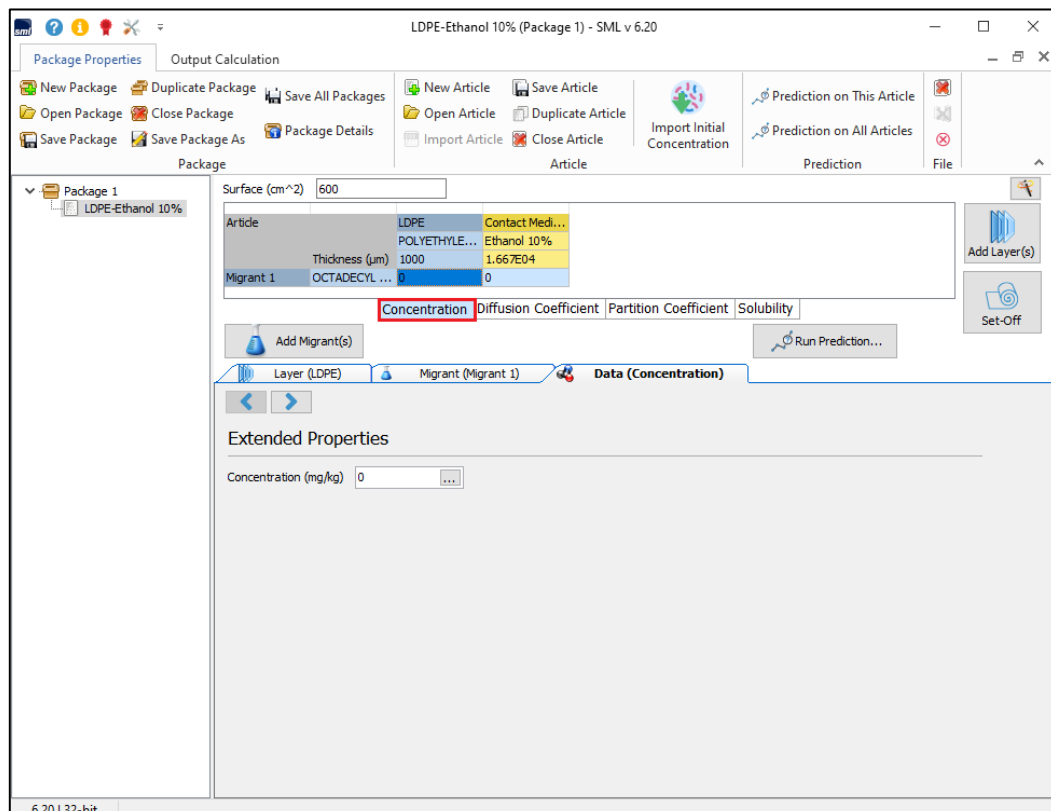 sml
LDPE-Ethanol 10% (Package 1) - SML v 6.20
Package Properties Output Calculation
New Package Duplicate Package Save All Packages
Open Package Close Package Package Details
Save Package Save Package As
Package
New Article Save Article
Open Article Duplicate Article
Import Article Close Article
Import Initial
Concentration
Article
Prediction on This Article
Prediction on All Articles
Prediction
File
Package 1
LDPE-Ethanol 10%
Surface (cm^2) 600
Article LDPE Contact Medi...
POLYETHYLE... Ethanol 10%
Thickness (µm) 1000 1.667E04
Migrant 1 OCTADECYL ... 0 0
Concentration Diffusion Coefficient Partition Coefficient Solubility
Add Layer(s)
Set-Off
Add Migrant(s) Run Prediction...
Layer (LDPE) Migrant (Migrant 1) Data (Concentration)
Extended Properties
Concentration (mg/kg) 0 ...
6.20 | 32-bit